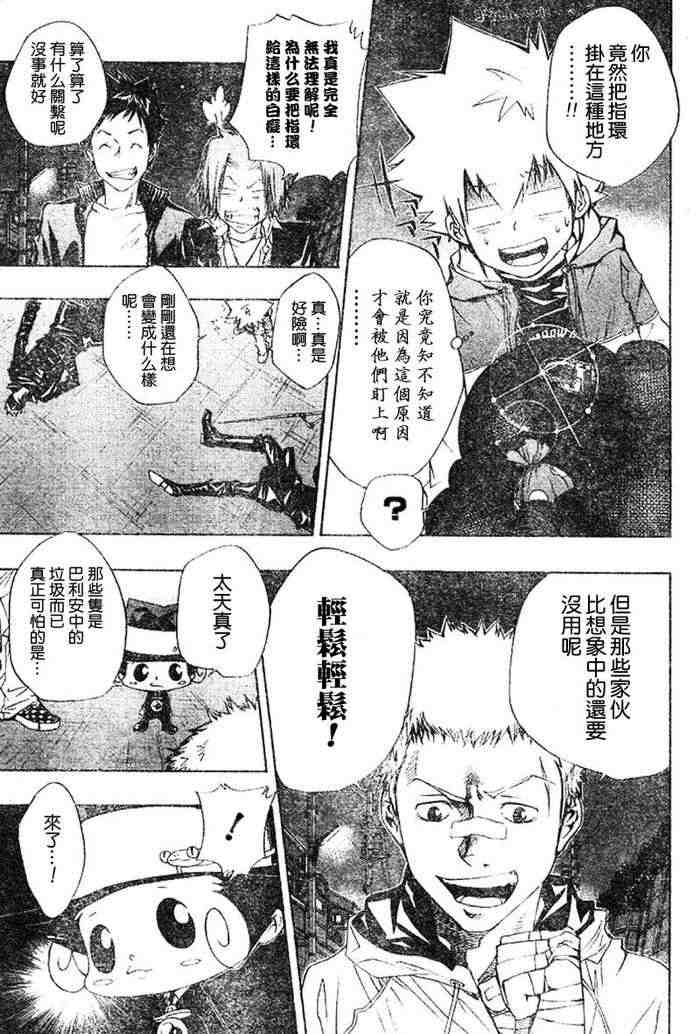 你
竟然把指環
掛在這種地方
………!!
我真是完全
無法理解呢!
為什么要把指環
給這樣的白癡…
算了算了
有什么關繫呢
沒事就好
你究竟知不知道
就是因為這個原因
才會被他們盯上啊
………
?
真…真是
好險啊…
剛剛還在想
會變成什么樣
呢……
但是那些家伙
比想象中的還要
沒用呢
輕鬆輕鬆!
太天真了
那些隻是
巴利安中的
垃圾而已
真正可怕的是…
!
來了…!